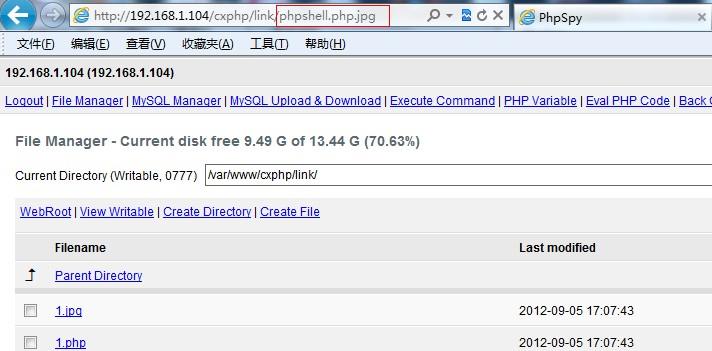 http://192.168.1.104/cxphp/link/phpshell.php.jpg PhpSpy
文件(F) 编辑(E) 查看(V) 收藏夹(A) 工具(T) 帮助(H)
192.168.1.104 (192.168.1.104)
Logout | File Manager | MySQL Manager | MySQL Upload & Download | Execute Command | PHP Variable | Eval PHP Code | Back C
File Manager - Current disk free 9.49 G of 13.44 G (70.63%)
Current Directory (Writable, 0777) /var/www/cxphp/link/
WebRoot | View Writable | Create Directory | Create File
Filename Last modified
Parent Directory
1.jpg 2012-09-05 17:07:43
1.php 2012-09-05 17:07:43